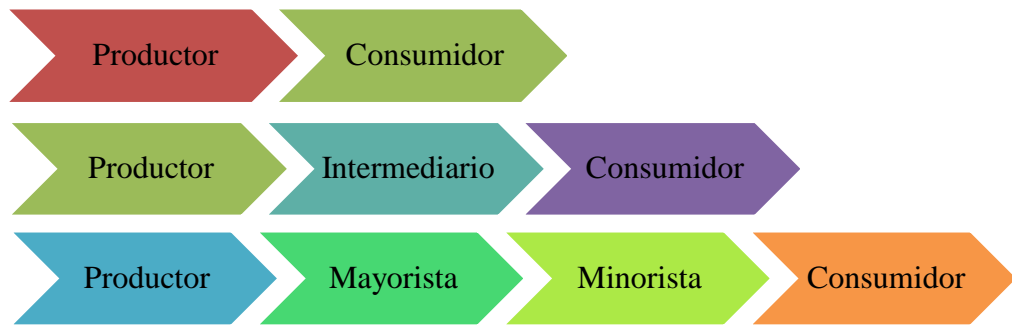 Productor Consumidor
Productor Intermediario Consumidor
Productor Mayorista Minorista Consumidor